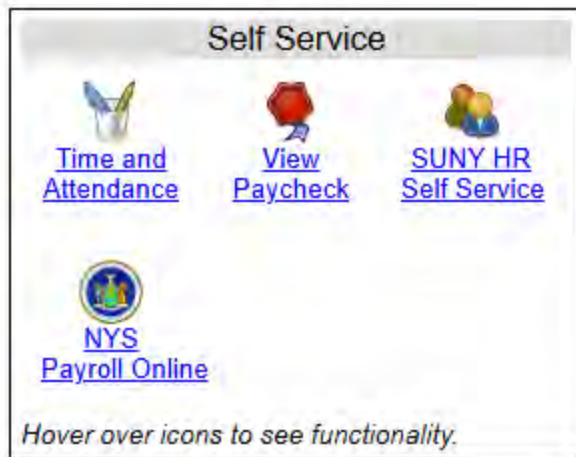 Self Service
Time and
Attendance
View
Paycheck
SUNY HR
Self Service
NYS
Payroll Online
Hover over icons to see functionality.